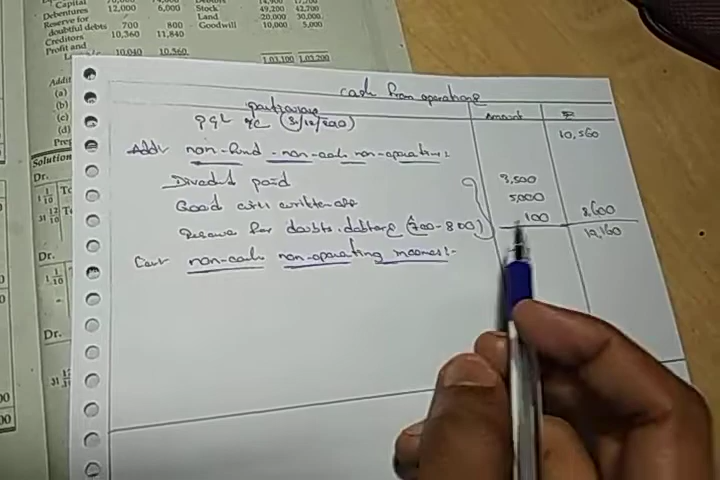 Capital
Debentures 12,000 6,000
Reserve for
doubtful debts 700 800
Creditors 10,360 11,840
Profit and
10,040 10,560
Stock 49,200 42,700
Land 20,000 30,000
Goodwill 10,000 5,000
1,03,100 1,03,200
(a)
(b)
(c)
(d)
Solution
Dr.
Dr.
Dr.
Cash from operations
Particulars Amount
P&L a/c (31/12/200) 10,560
Add: non-fund - non-cash non-operating:
Divided paid 3,500
Good will written off 5,000
Reserve for doubts. debtors (700-800) 100 8,600
19,160
Less non-cash non-operating incomes:-